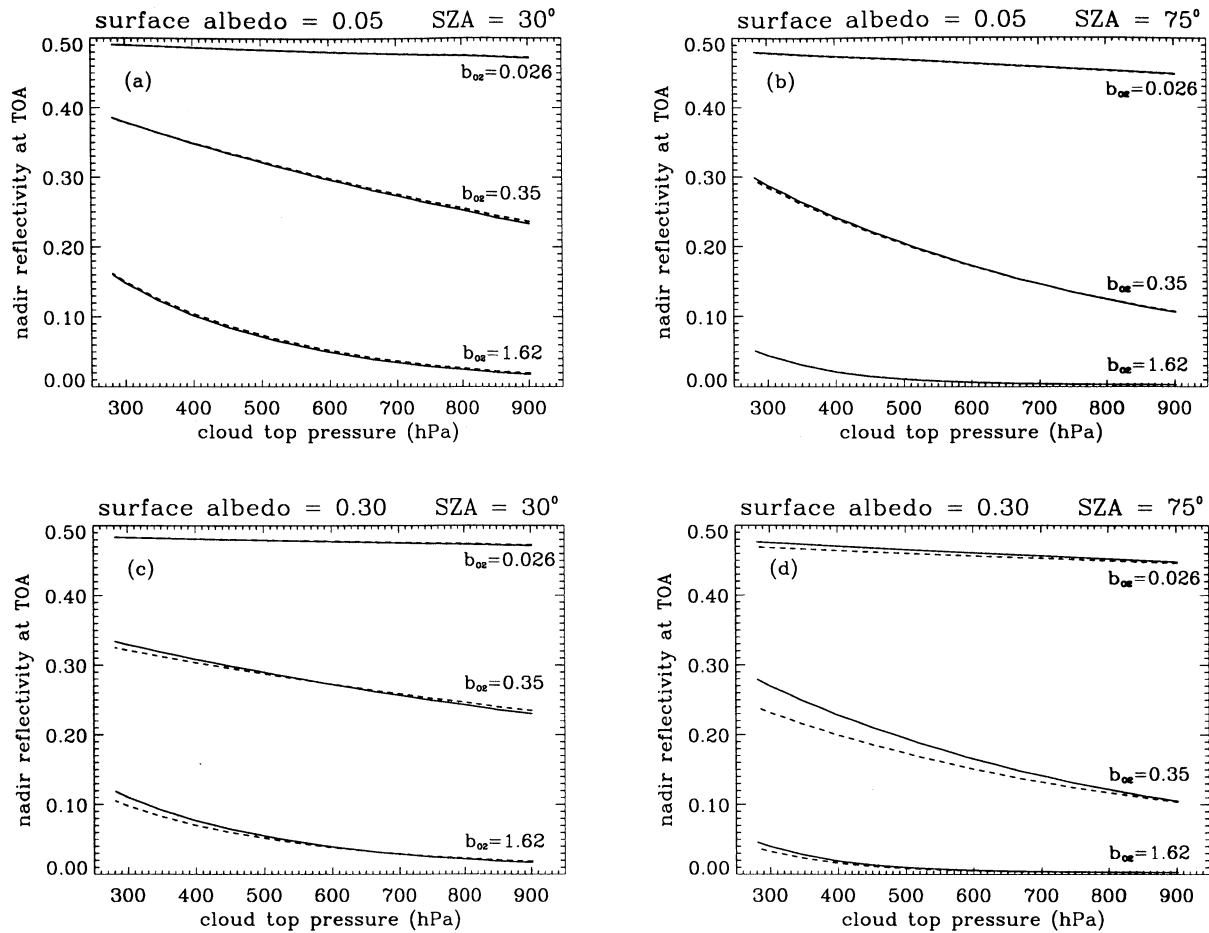 surface albedo = 0.05 SZA = 30⁰
nadir reflectivity at TOA
0.50
0.40
0.30
0.20
0.10
0.00
(a)
b₀₂=0.026
b₀₂=0.35
b₀₂=1.62
300 400 500 600 700 800 900
cloud top pressure (hPa)
surface albedo = 0.05 SZA = 75⁰
nadir reflectivity at TOA
0.50
0.40
0.30
0.20
0.10
0.00
(b)
b₀₂=0.026
b₀₂=0.35
b₀₂=1.62
300 400 500 600 700 800 900
cloud top pressure (hPa)
surface albedo = 0.30 SZA = 30⁰
nadir reflectivity at TOA
0.50
0.40
0.30
0.20
0.10
0.00
(c)
b₀₂=0.026
b₀₂=0.35
b₀₂=1.62
300 400 500 600 700 800 900
cloud top pressure (hPa)
surface albedo = 0.30 SZA = 75⁰
nadir reflectivity at TOA
0.50
0.40
0.30
0.20
0.10
0.00
(d)
b₀₂=0.026
b₀₂=0.35
b₀₂=1.62
300 400 500 600 700 800 900
cloud top pressure (hPa)